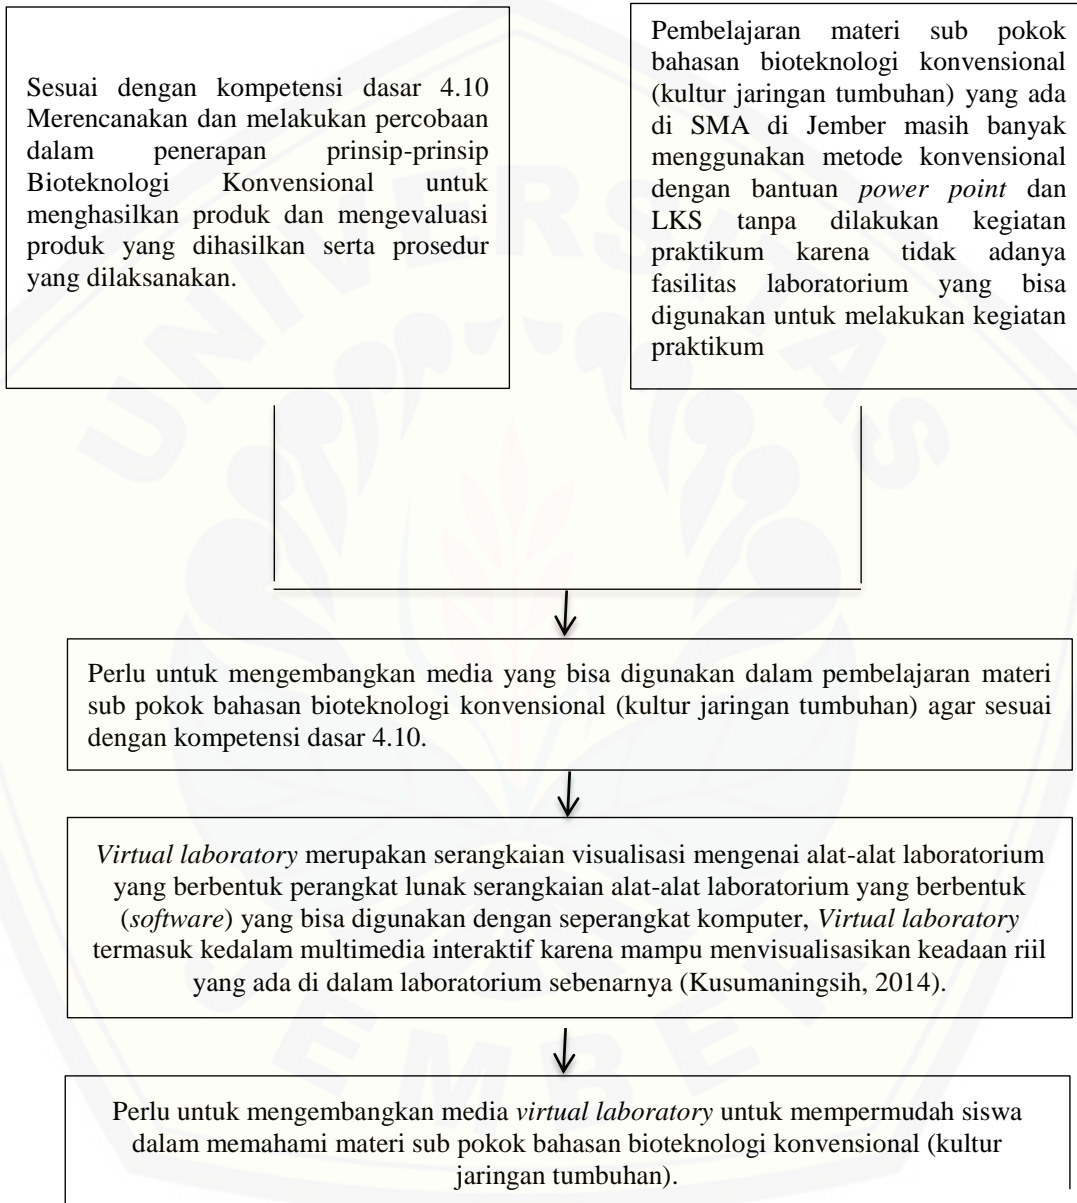 Sesuai dengan kompetensi dasar 4.10
Merencanakan dan melakukan percobaan
dalam penerapan prinsip-prinsip
Bioteknologi Konvensional untuk
menghasilkan produk dan mengevaluasi
produk yang dihasilkan serta prosedur
yang dilaksanakan.
Pembelajaran materi sub pokok
bahasan bioteknologi konvensional
(kultur jaringan tumbuhan) yang ada
di SMA di Jember masih banyak
menggunakan metode konvensional
dengan bantuan power point dan
LKS tanpa dilakukan kegiatan
praktikum karena tidak adanya
fasilitas laboratorium yang bisa
digunakan untuk melakukan kegiatan
praktikum
Perlu untuk mengembangkan media yang bisa digunakan dalam pembelajaran materi
sub pokok bahasan bioteknologi konvensional (kultur jaringan tumbuhan) agar sesuai
dengan kompetensi dasar 4.10.
Virtual laboratory merupakan serangkaian visualisasi mengenai alat-alat laboratorium
yang berbentuk perangkat lunak serangkaian alat-alat laboratorium yang berbentuk
(software) yang bisa digunakan dengan seperangkat komputer, Virtual laboratory
termasuk kedalam multimedia interaktif karena mampu menvisualisasikan keadaan riil
yang ada di dalam laboratorium sebenarnya (Kusumaningsih, 2014).
Perlu untuk mengembangkan media virtual laboratory untuk mempermudah siswa
dalam memahami materi sub pokok bahasan bioteknologi konvensional (kultur
jaringan tumbuhan).
UNIVERSITAS
JEMBER